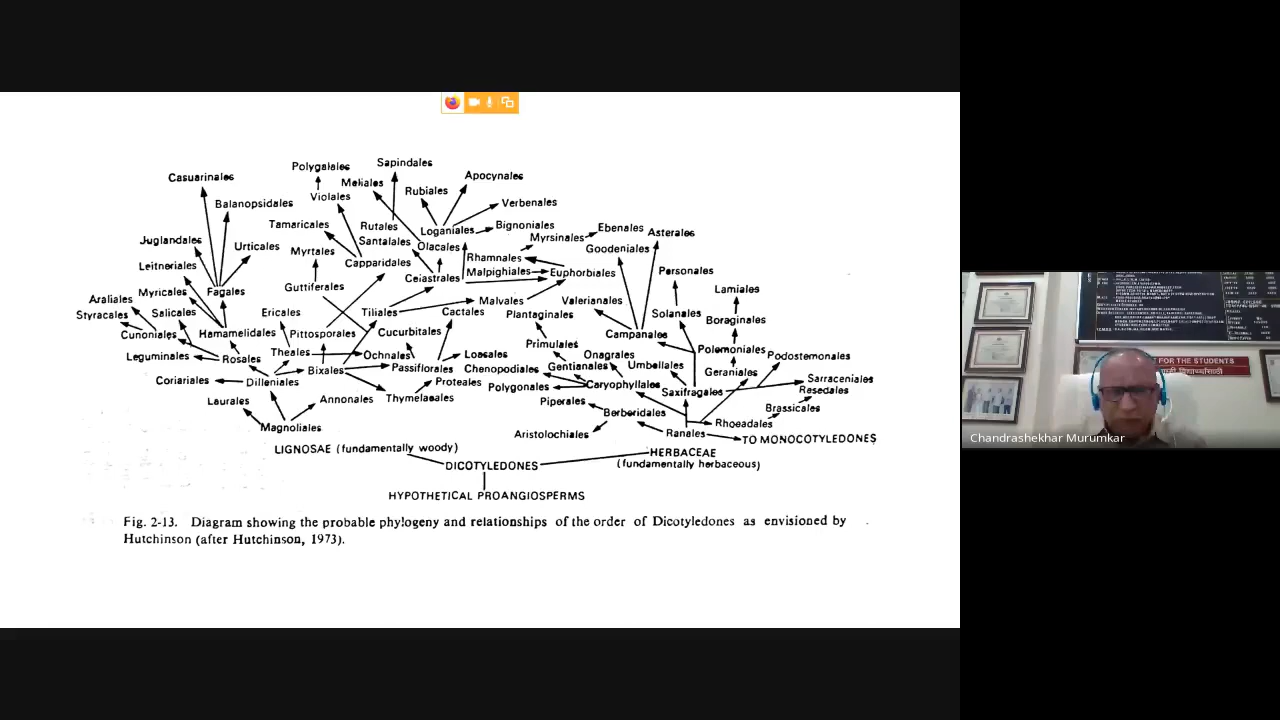 Polygalales
Sapindales
Casuarinales
Meliales
Apocynales
Rubiales
Balanopsidales
Violales
Verbenales
Tamaricales
Rutales
Loganiales
Bignoniales
Ebenales
Juglandales
Urticales
Santalales
Olacales
Myrsinales
Asterales
Myrtales
Rhamnales
Goodeniales
Leitneriales
Capparidales
Malpighiales
Euphorbiales
Personales
Celastrales
Myricales
Fagales
Guttiferales
Lamiales
Araliales
Malvales
Valerianales
Styracales
Salicales
Ericales
Tiliales
Cactales
Plantaginales
Solanales
Boraginales
Cunoniales
Hamamelidales
Pittosporales
Cucurbitales
Campanales
Primulales
Polemoniales
Leguminales
Rosales
Theales
Ochnales
Loasales
Onagrales
Podostemonales
Bixales
Passiflorales
Chenopodiales
Gentianales
Umbellales
Geraniales
Coriariales
Dilleniales
Proteales
Polygonales
Caryophyllales
Saxifragales
Sarraceniales
Resedales
Laurales
Annonales
Thymelaeales
Piperales
Berberidales
Brassicales
Magnoliales
Rhoeadales
Aristolochiales
Ranales
TO MONOCOTYLEDONES
LIGNOSAE (fundamentally woody)
HERBACEAE
(fundamentally herbaceous)
DICOTYLEDONES
HYPOTHETICAL PROANGIOSPERMS
Fig. 2-13. Diagram showing the probable phylogeny and relationships of the order of Dicotyledones as envisioned by
Hutchinson (after Hutchinson, 1973).
FOR THE STUDENTS
Chandrashekhar Murumkar